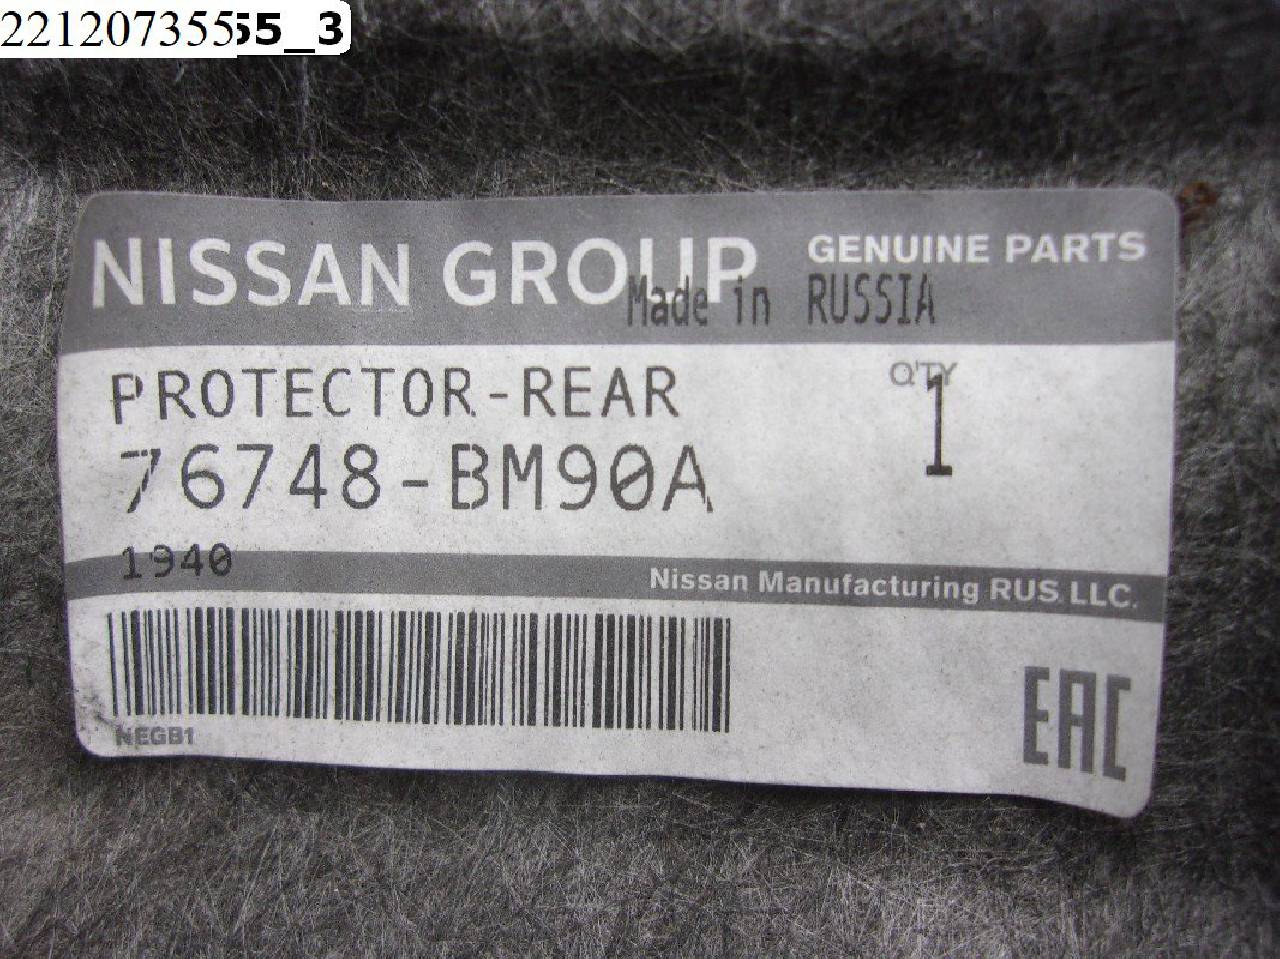 22120735555_3
NISSAN GROUP GENUINE PARTS
Made in RUSSIA
PROTECTOR-REAR Q'TY
76748-BM90A 1
1940
Nissan Manufacturing RUS LLC.
NEGB1
EAC